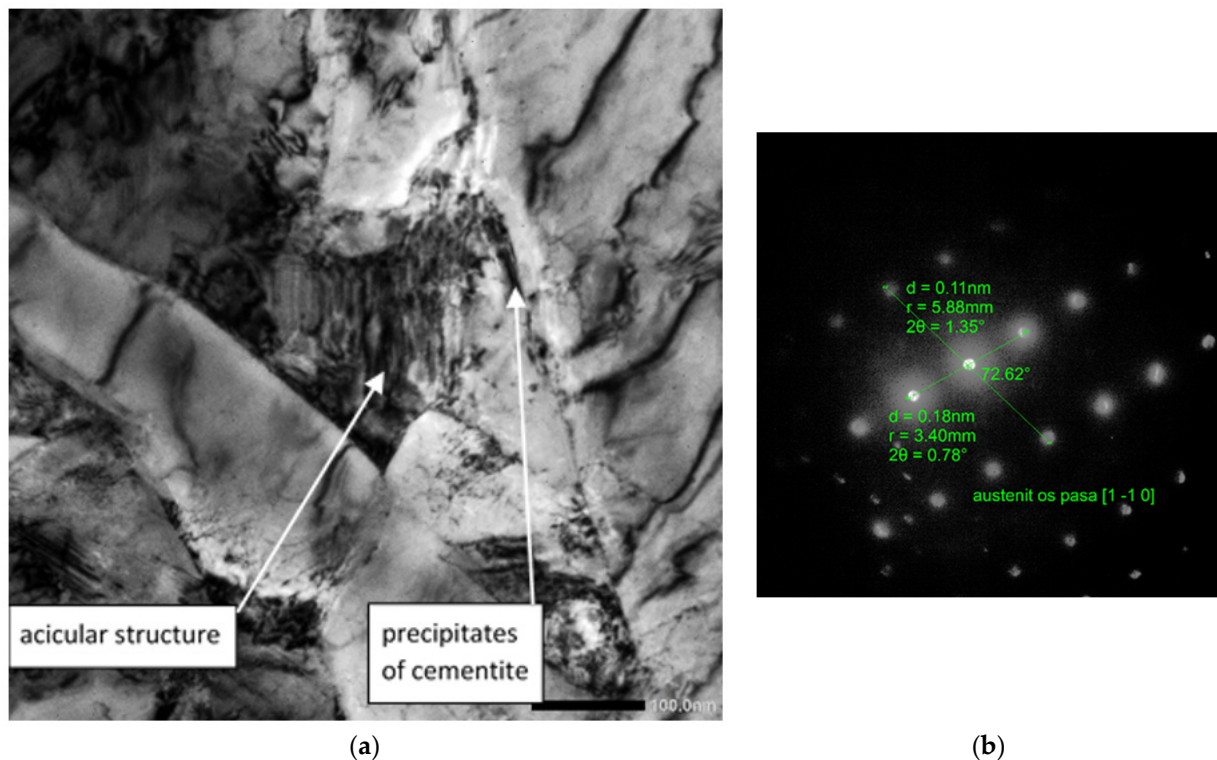 acicular structure
precipitates
of cementite
100.0nm
d = 0.11nm
r = 5.88mm
2θ = 1.35°
72.62°
d = 0.18nm
r = 3.40mm
2θ = 0.78°
austenit os pasa [1 -1 0]
(a)
(b)